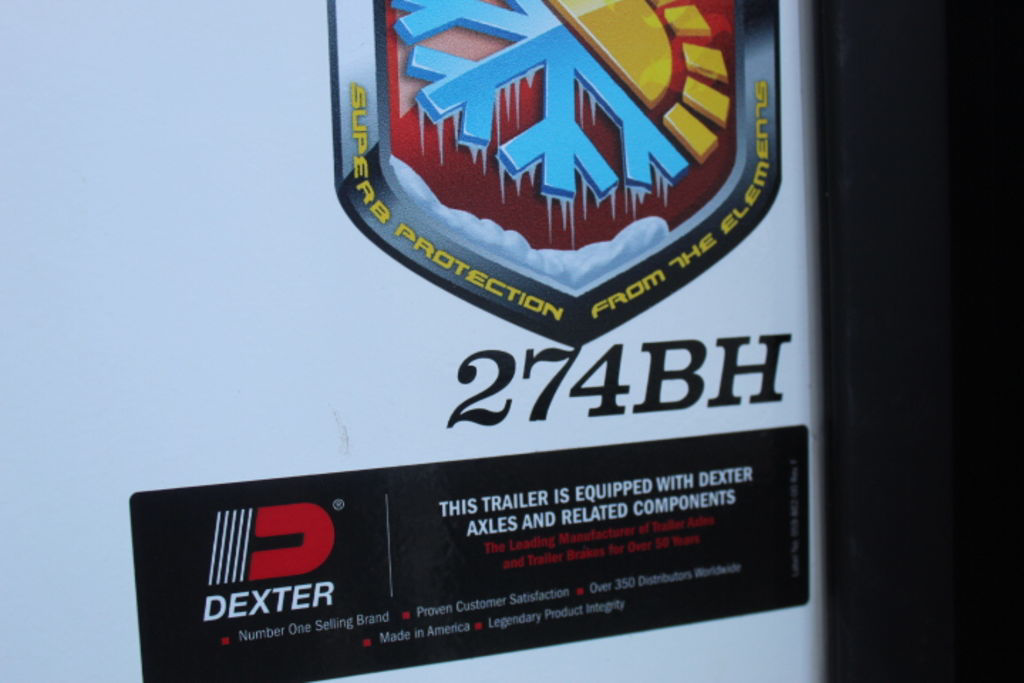 SUPERB PROTECTION FROM THE ELEMENTS
274BH
®
DEXTER
THIS TRAILER IS EQUIPPED WITH DEXTER
AXLES AND RELATED COMPONENTS
The Leading Manufacturer of Trailer Axles
and Trailer Brakes for Over 50 Years
Number One Selling Brand ▪ Proven Customer Satisfaction ▪ Over 350 Distributors Worldwide
Made in America ▪ Legendary Product Integrity